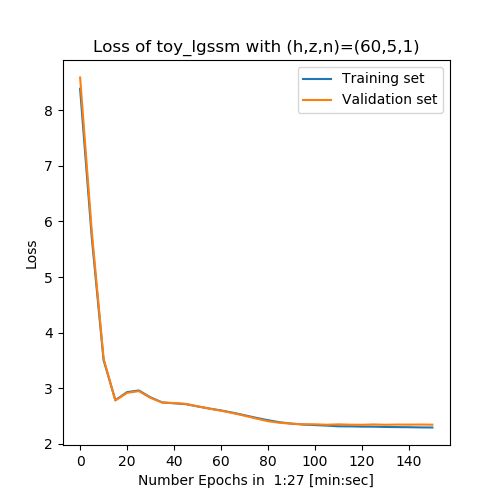 Loss of toy_lgssm with (h,z,n)=(60,5,1)
Training set
Validation set
8
7
6
5
4
3
2
Loss
0 20 40 60 80 100 120 140
Number Epochs in  1:27 [min:sec]